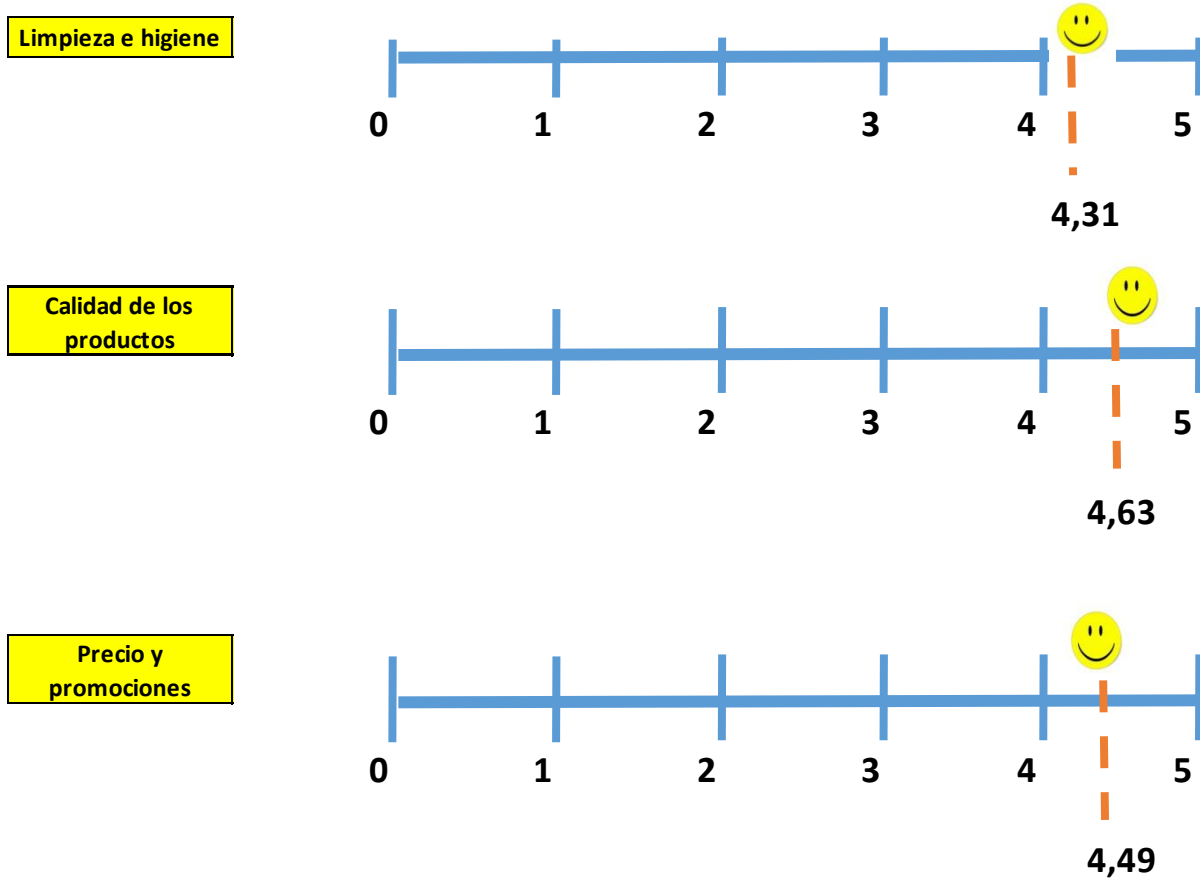 Limpieza e higiene
0 1 2 3 4 5
4,31
Calidad de los
productos
0 1 2 3 4 5
4,63
Precio y
promociones
0 1 2 3 4 5
4,49